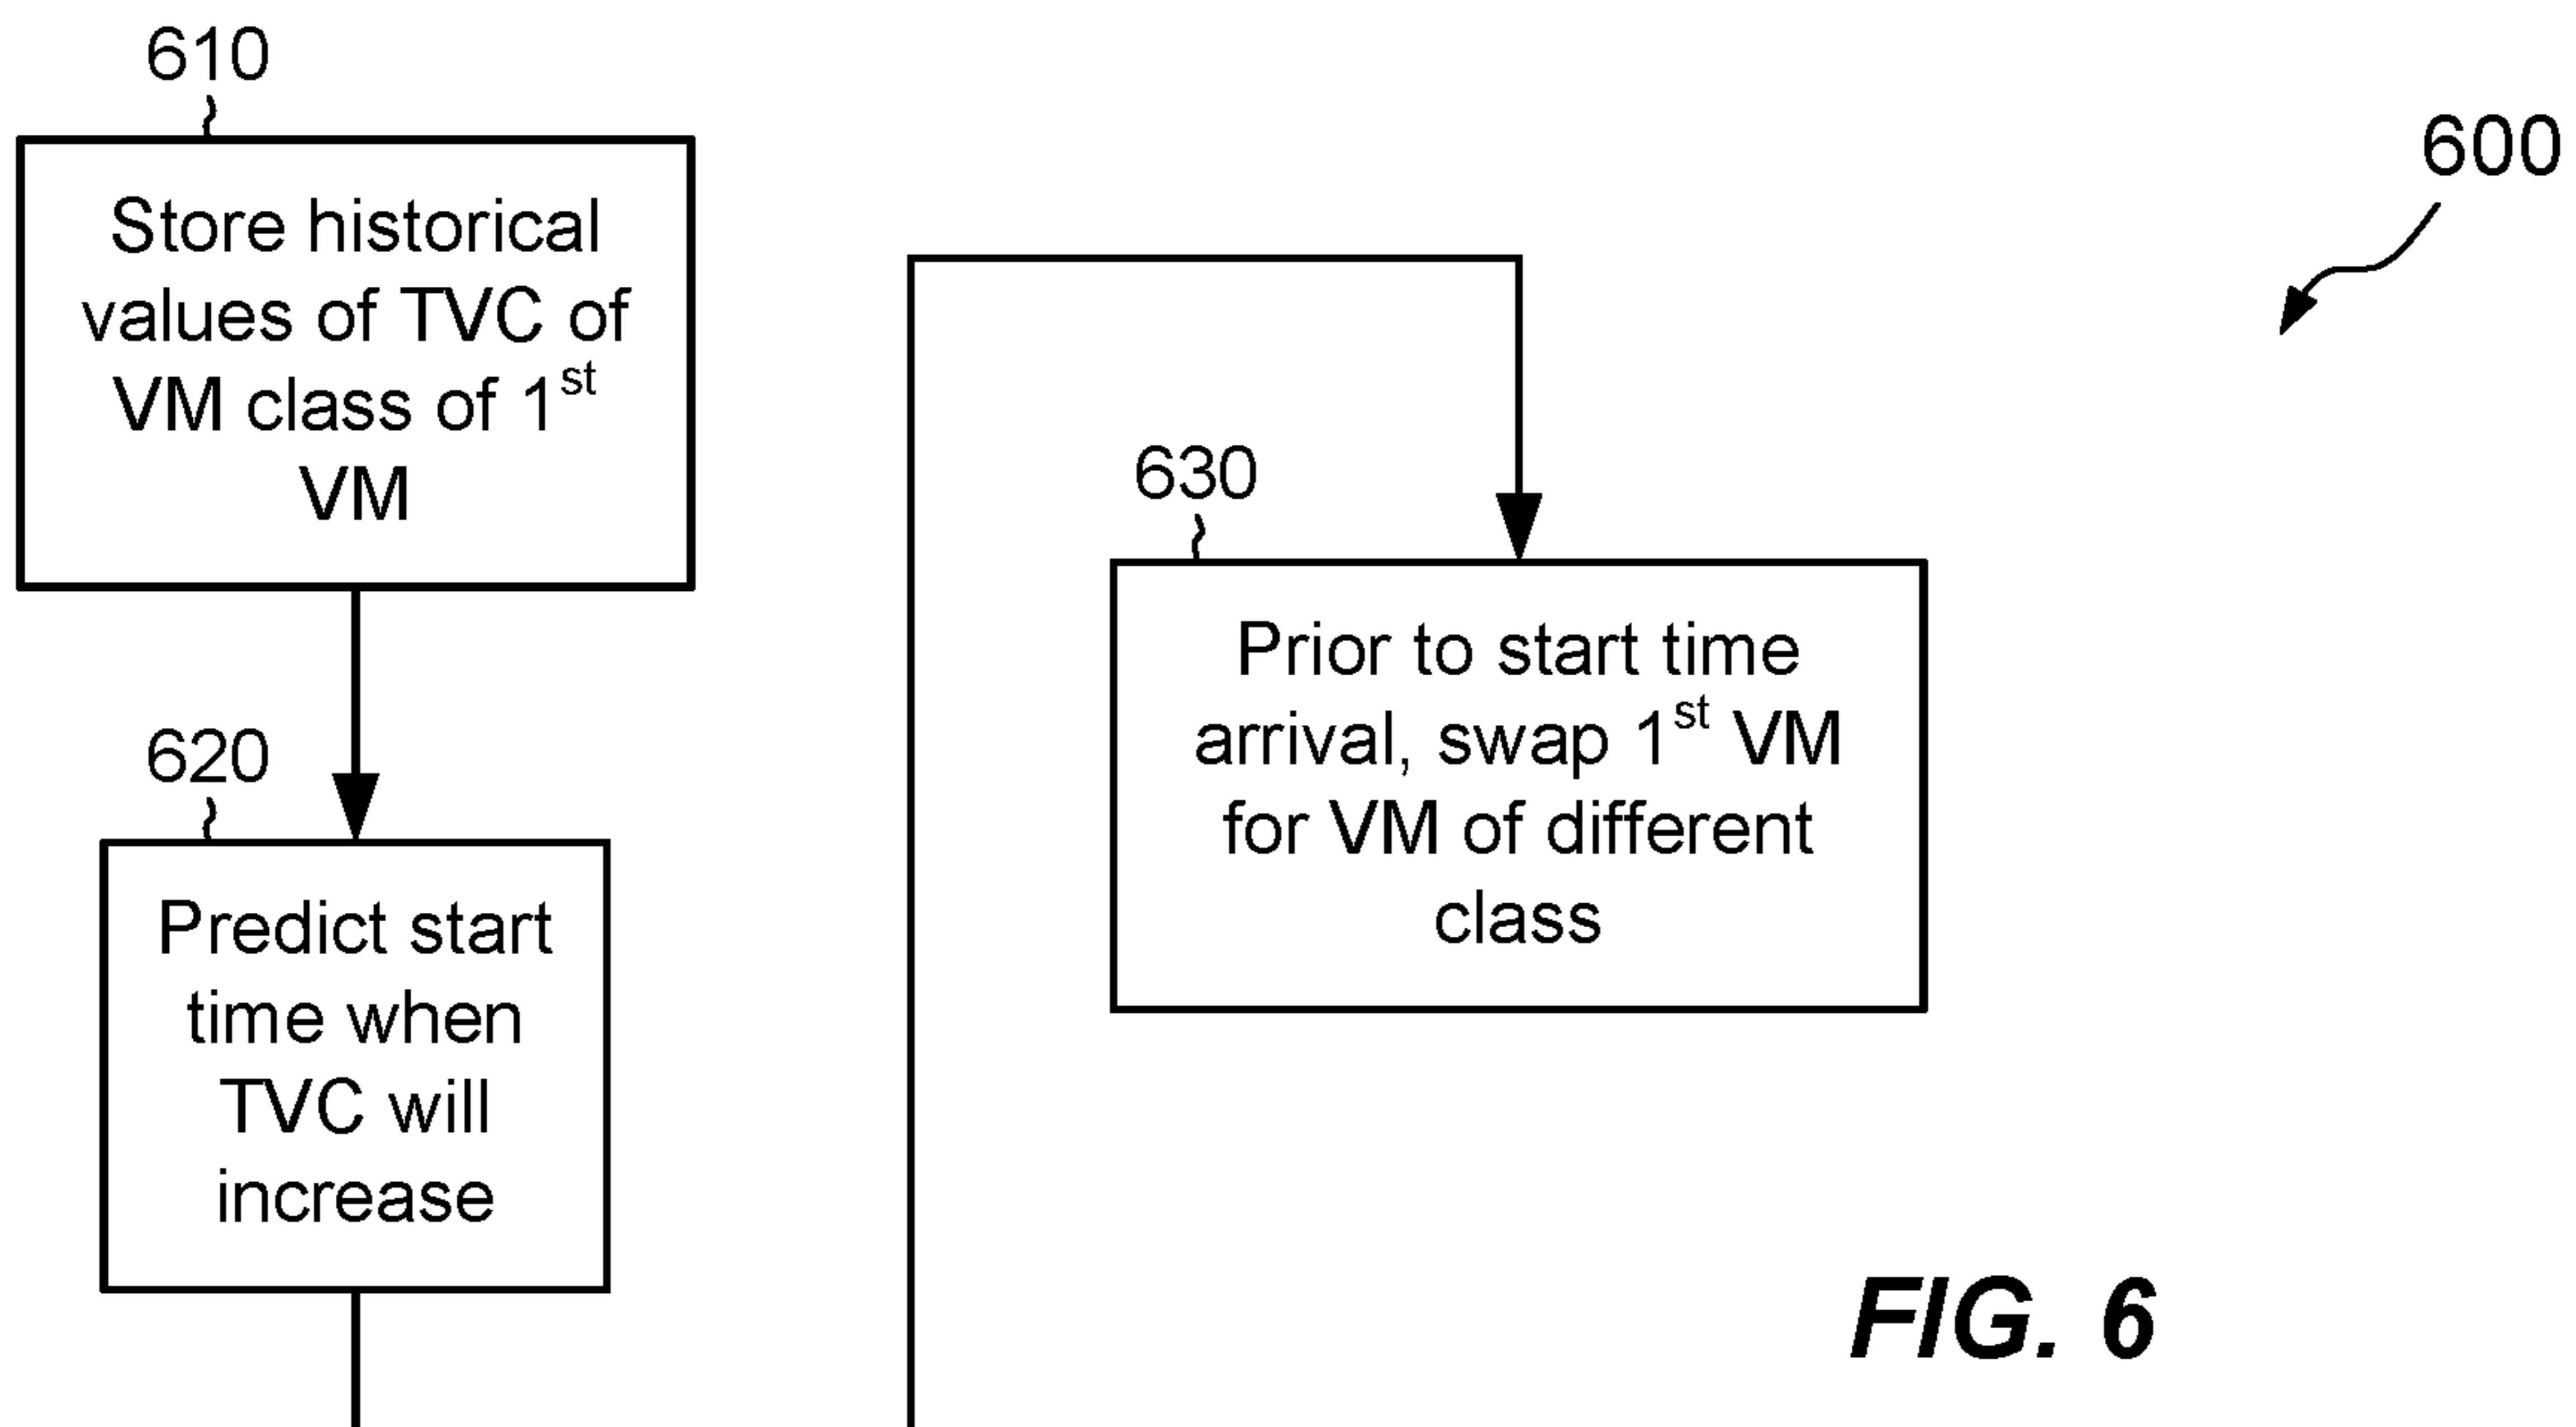 610
Store historical
values of TVC of
VM class of 1st
VM
620
Predict start
time when
TVC will
increase
630
Prior to start time
arrival, swap 1st VM
for VM of different
class
600
FIG. 6